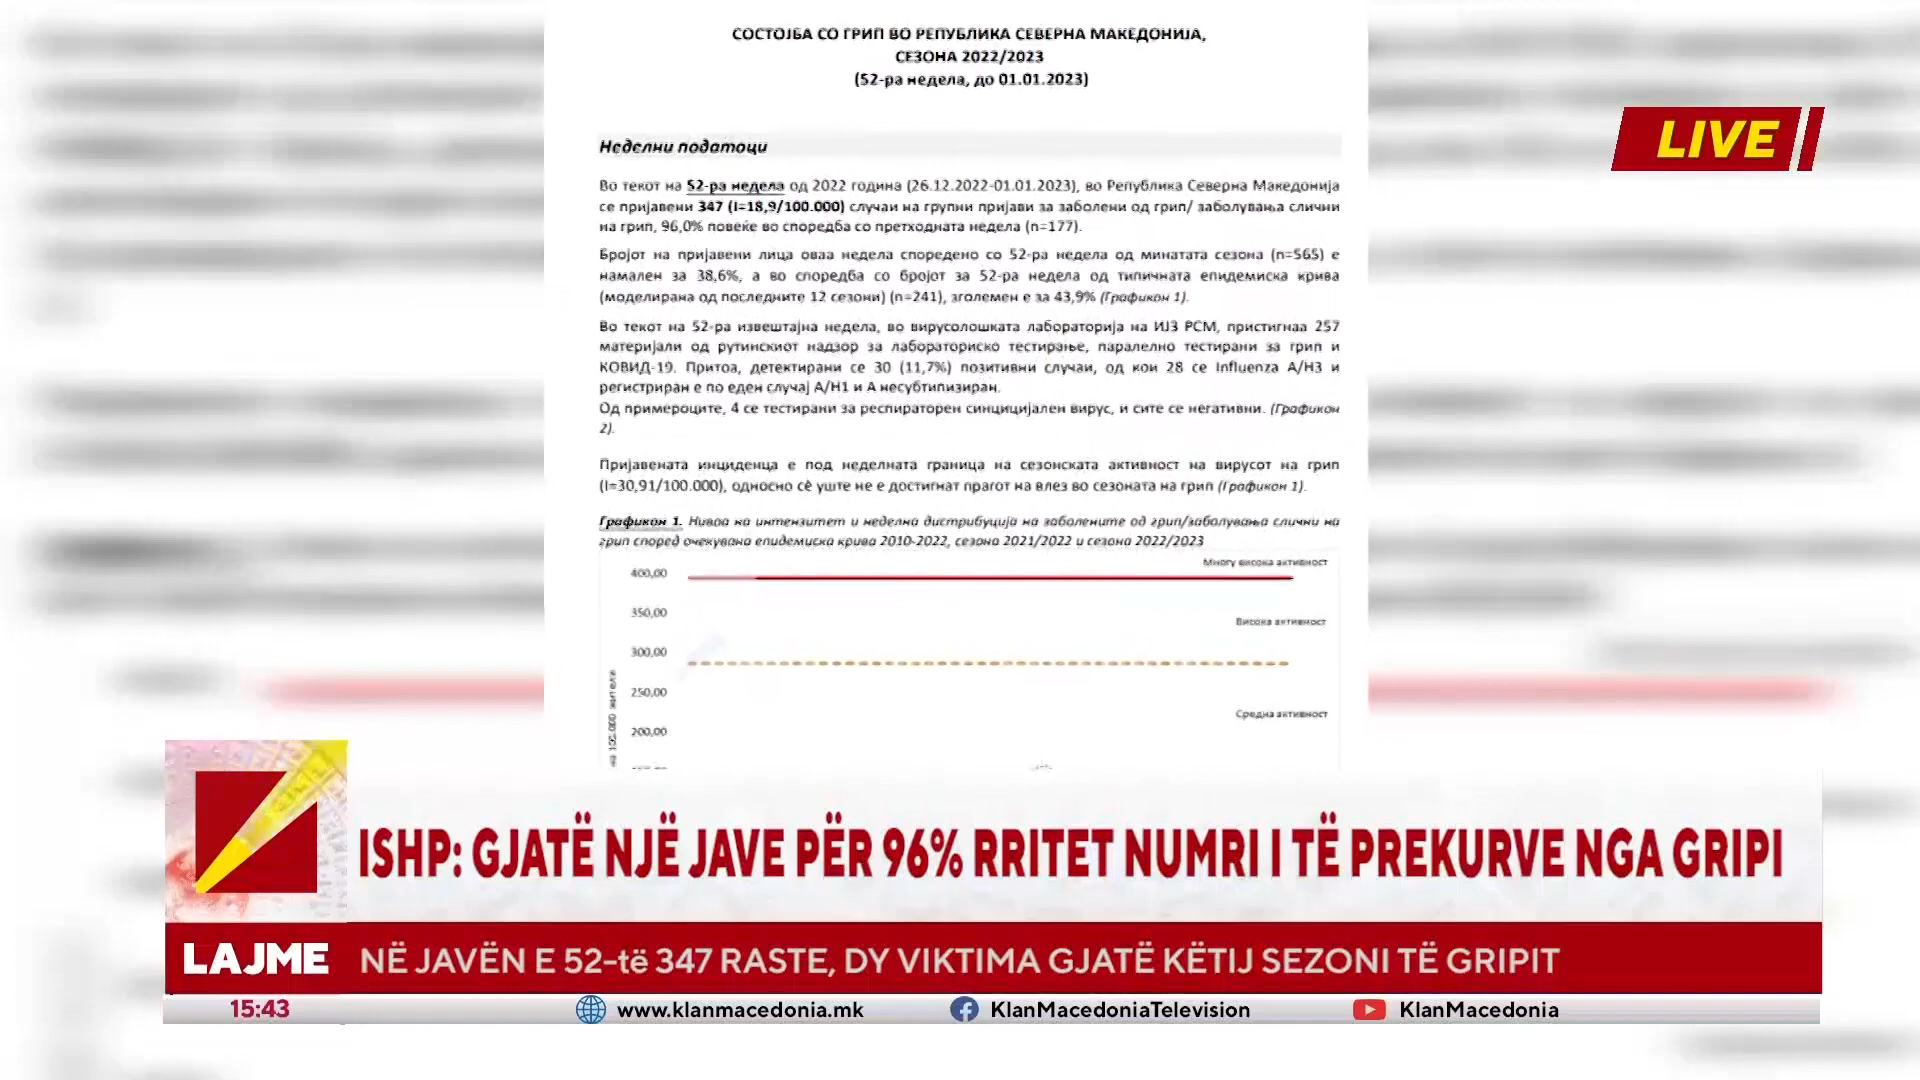 СОСТОЈБА СО ГРИП ВО РЕПУБЛИКА СЕВЕРНА МАКЕДОНИЈА,
СЕЗОНА 2022/2023
(52-ра недела, до 01.01.2023)
LIVE
Неделни податоци
Во текот на 52-ра недела од 2022 година (26.12.2022-01.01.2023), во Република Северна Македонија
се пријавени 347 (I=18,9/100.000) случаи на групни пријави за заболени од грип/ заболувања слични
на грип, 96,0% повеќе во споредба со претходната недела (n=177).
Бројот на пријавени лица оваа недела споредено со 52-ра недела од минатата сезона (n=565) е
намален за 38,6%, а во споредба со бројот за 52-ра недела од типичната епидемиска крива
(моделирана од последните 12 сезони) (n=241), зголемен е за 43,9% (Графикон 1).
Во текот на 52-ра извештајна недела, во вирусолошката лабораторија на ИЈЗ РСМ, пристигнаа 257
материјали од рутинскиот надзор за лабораториско тестирање, паралелно тестирани за грип и
КОВИД-19. Притоа, детектирани се 30 (11,7%) позитивни случаи, од кои 28 се Influenza A/H3 и
регистриран е по еден случај A/H1 и А несубтипизиран.
Од примероците, 4 се тестирани за респираторен синцицијален вирус, и сите се негативни. (Графикон
2).
Пријавената инциденца е под неделната граница на сезонската активност на вирусот на грип
(I=30,91/100.000), односно сѐ уште не е достигнат прагот на влез во сезоната на грип (Графикон 1).
Графикон 1. Нивоа на интензитет и неделна дистрибуција на заболените од грип/заболувања слични на
грип според очекувана епидемиска крива 2010-2022, сезона 2021/2022 и сезона 2022/2023
Многу висока активност
400,00
350,00
Висока активност
300,00
250,00
Средна активност
200,00
на 100.000 жители
ISHP: GJATË NJË JAVE PËR 96% RRITET NUMRI I TË PREKURVE NGA GRIPI
LAJME
NË JAVËN E 52-të 347 RASTE, DY VIKTIMA GJATË KËTIJ SEZONI TË GRIPIT
15:43
www.klanmacedonia.mk
KlanMacedoniaTelevision
KlanMacedonia